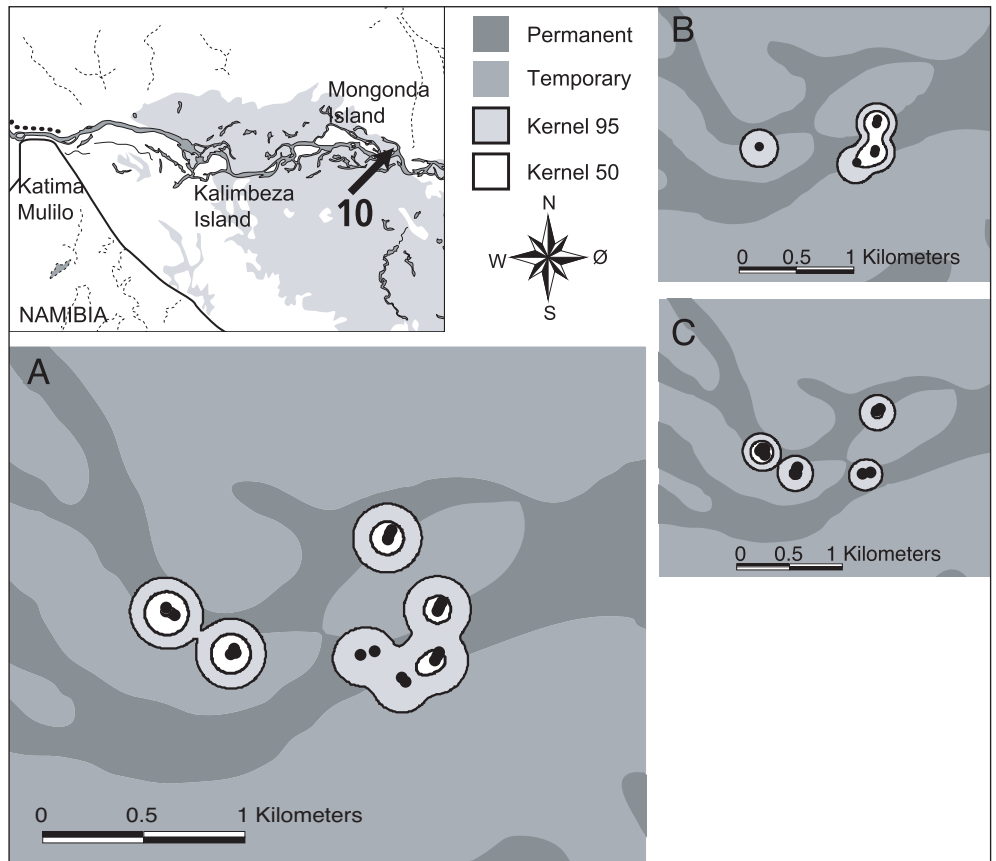 Mongonda
Island
Katima
Mulilo
Kalimbeza
Island
10
NAMIBIA
Permanent
Temporary
Kernel 95
Kernel 50
N
W
Ø
S
B
0 0.5 1 Kilometers
C
0 0.5 1 Kilometers
A
0 0.5 1 Kilometers